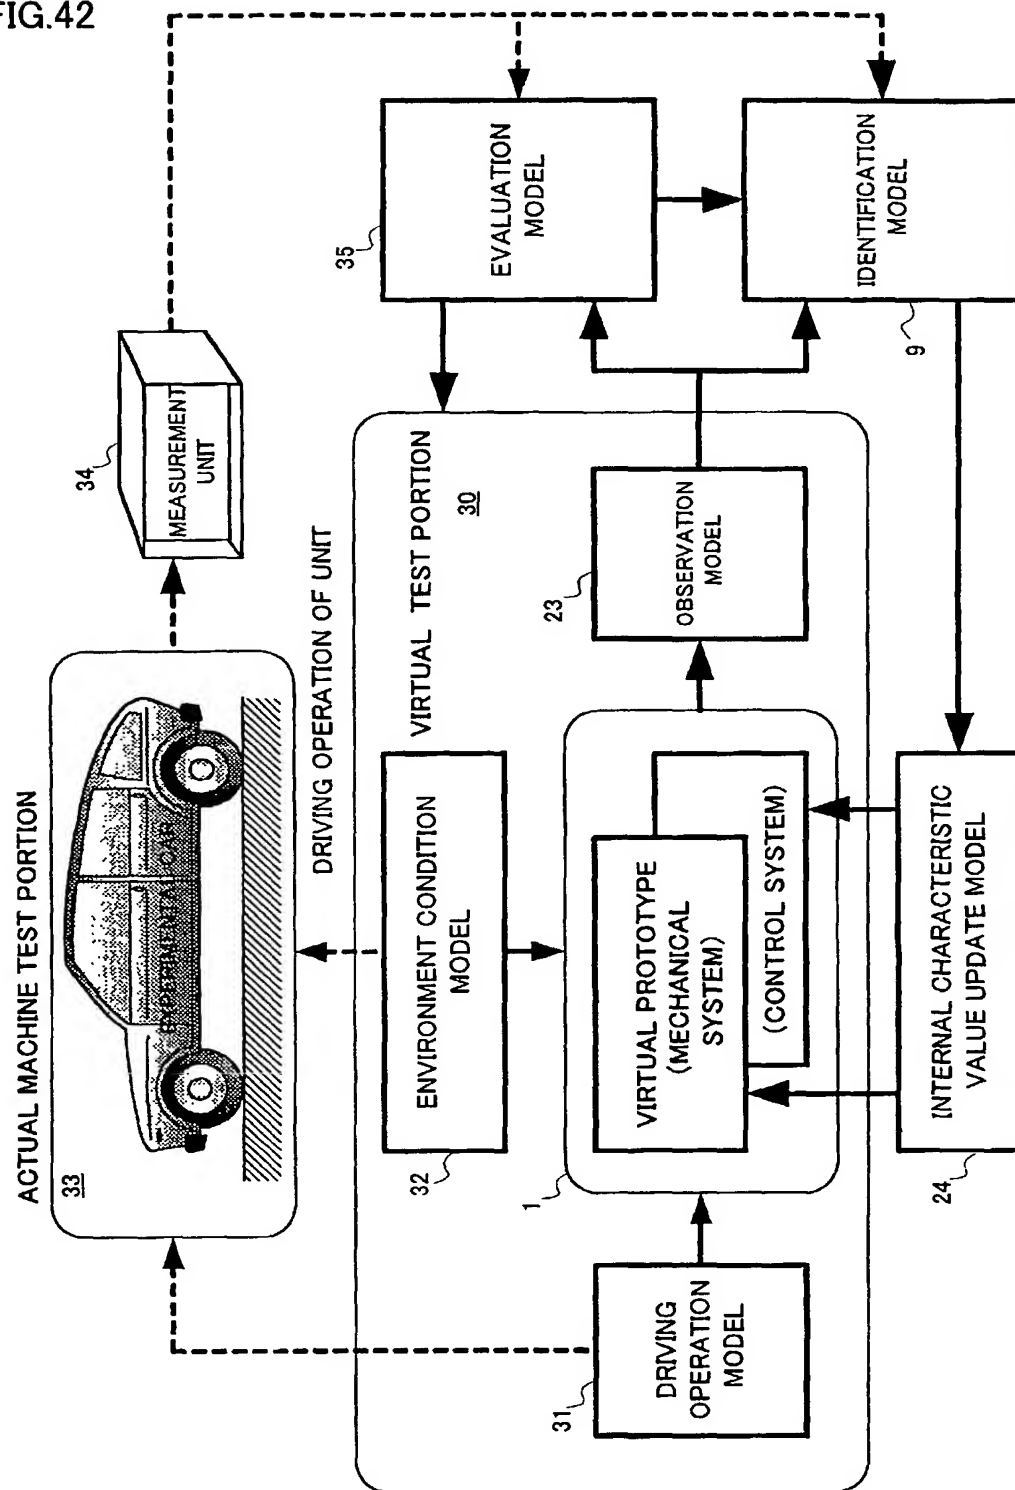 FIG.42
ACTUAL MACHINE TEST PORTION
33
EXPERIMENTAL CAR
34
MEASUREMENT
UNIT
DRIVING OPERATION OF UNIT
VIRTUAL TEST PORTION
30
31
DRIVING
OPERATION
MODEL
32
ENVIRONMENT CONDITION
MODEL
1
VIRTUAL PROTOTYPE
(MECHANICAL
SYSTEM)
(CONTROL SYSTEM)
23
OBSERVATION
MODEL
35
EVALUATION
MODEL
9
IDENTIFICATION
MODEL
24
INTERNAL CHARACTERISTIC
VALUE UPDATE MODEL